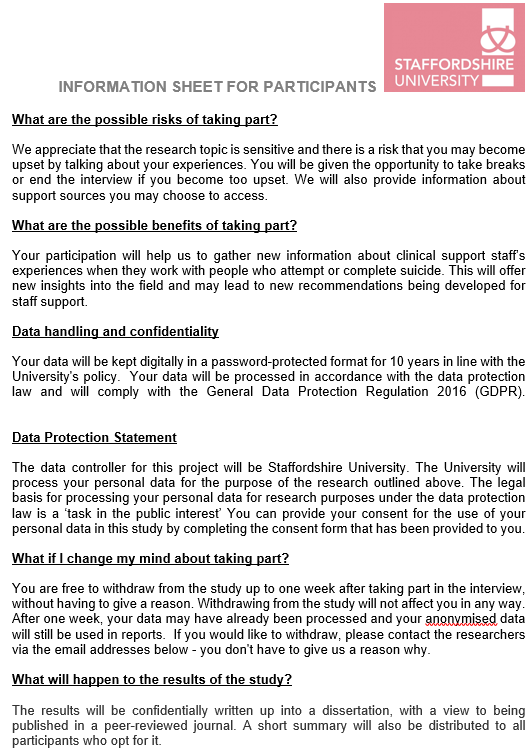 STAFFORDSHIRE
UNIVERSITY
INFORMATION SHEET FOR PARTICIPANTS
What are the possible risks of taking part?
We appreciate that the research topic is sensitive and there is a risk that you may become
upset by talking about your experiences. You will be given the opportunity to take breaks
or end the interview if you become too upset. We will also provide information about
support sources you may choose to access.
What are the possible benefits of taking part?
Your participation will help us to gather new information about clinical support staff's
experiences when they work with people who attempt or complete suicide. This will offer
new insights into the field and may lead to new recommendations being developed for
staff support.
Data handling and confidentiality
Your data will be kept digitally in a password-protected format for 10 years in line with the
University's policy. Your data will be processed in accordance with the data protection
law and will comply with the General Data Protection Regulation 2016 (GDPR).
Data Protection Statement
The data controller for this project will be Staffordshire University. The University will
process your personal data for the purpose of the research outlined above. The legal
basis for processing your personal data for research purposes under the data protection
law is a 'task in the public interest' You can provide your consent for the use of your
personal data in this study by completing the consent form that has been provided to you.
What if I change my mind about taking part?
You are free to withdraw from the study up to one week after taking part in the interview,
without having to give a reason. Withdrawing from the study will not affect you in any way.
After one week, your data may have already been processed and your anonymised data
will still be used in reports. If you would like to withdraw, please contact the researchers
via the email addresses below - you don't have to give us a reason why.
What will happen to the results of the study?
The results will be confidentially written up into a dissertation, with a view to being
published in a peer-reviewed journal. A short summary will also be distributed to all
participants who opt for it.